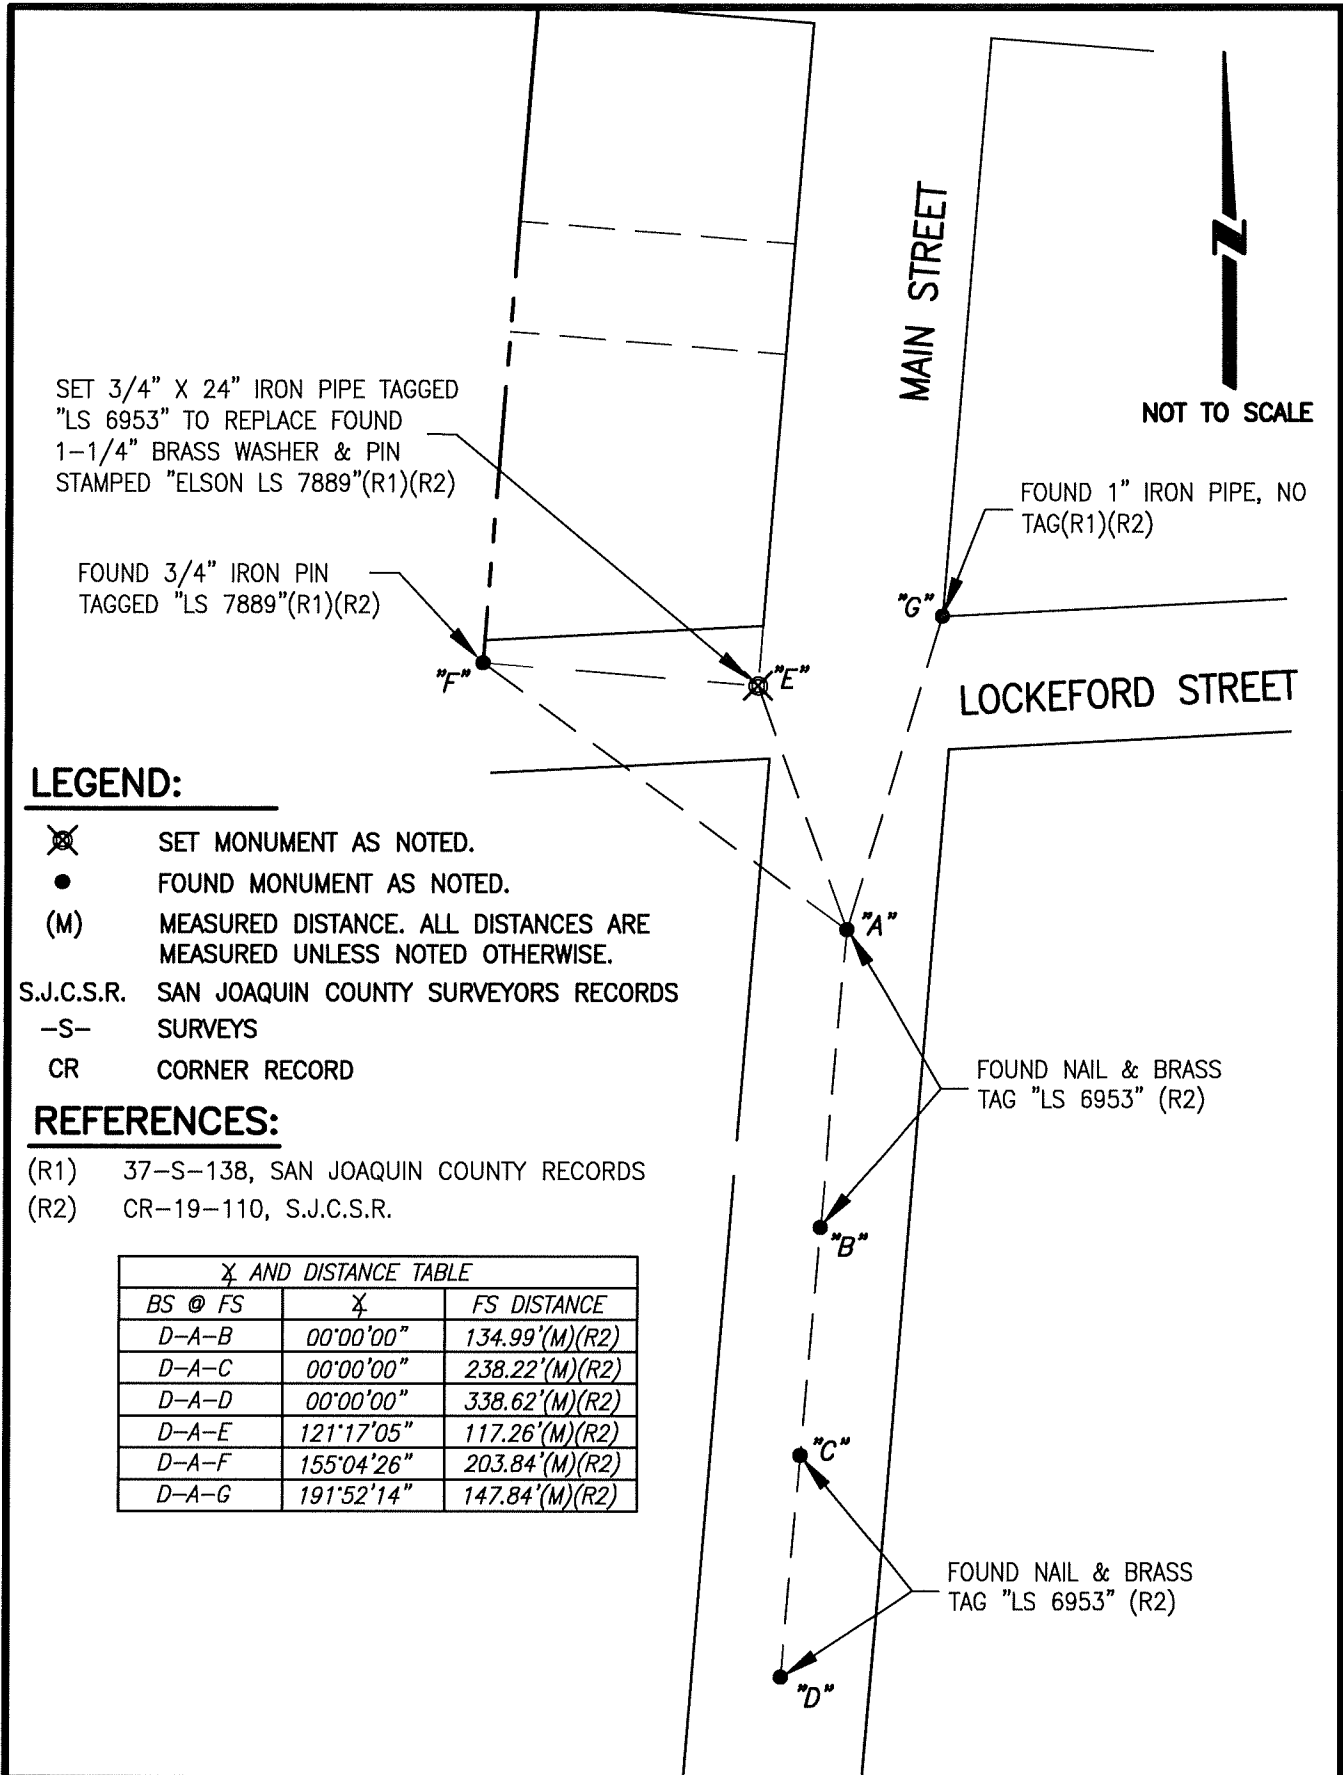 MAIN STREET
NOT TO SCALE
SET 3/4" X 24" IRON PIPE TAGGED
"LS 6953" TO REPLACE FOUND
1-1/4" BRASS WASHER & PIN
STAMPED "ELSON LS 7889"(R1)(R2)
FOUND 1" IRON PIPE, NO
TAG(R1)(R2)
FOUND 3/4" IRON PIN
TAGGED "LS 7889"(R1)(R2)
"G"
"F"
"E"
LOCKEFORD STREET
LEGEND:
SET MONUMENT AS NOTED.
FOUND MONUMENT AS NOTED.
(M) MEASURED DISTANCE. ALL DISTANCES ARE
MEASURED UNLESS NOTED OTHERWISE.
S.J.C.S.R. SAN JOAQUIN COUNTY SURVEYORS RECORDS
-S- SURVEYS
CR CORNER RECORD
"A"
FOUND NAIL & BRASS
TAG "LS 6953" (R2)
REFERENCES:
(R1) 37-S-138, SAN JOAQUIN COUNTY RECORDS
(R2) CR-19-110, S.J.C.S.R.
"B"
∡ AND DISTANCE TABLE
BS @ FS ∡ FS DISTANCE
D-A-B 00°00'00" 134.99'(M)(R2)
D-A-C 00°00'00" 238.22'(M)(R2)
D-A-D 00°00'00" 338.62'(M)(R2)
D-A-E 121°17'05" 117.26'(M)(R2)
D-A-F 155°04'26" 203.84'(M)(R2)
D-A-G 191°52'14" 147.84'(M)(R2)
"C"
FOUND NAIL & BRASS
TAG "LS 6953" (R2)
"D"